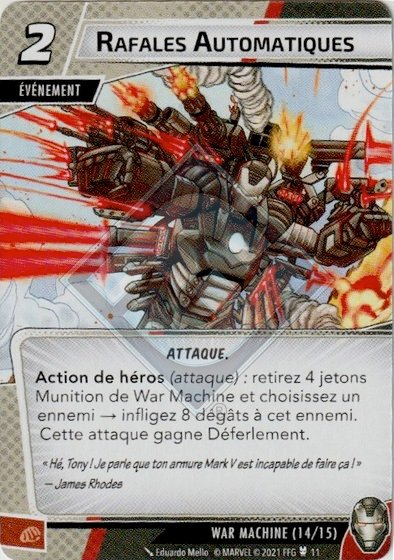 2
RAFALES AUTOMATIQUES
ÉVÉNEMENT
ATTAQUE.
Action de héros (attaque) : retirez 4 jetons
Munition de War Machine et choisissez un
ennemi → infligez 8 dégâts à cet ennemi.
Cette attaque gagne Déferlement.
« Hé, Tony ! Je parie que ton armure Mark V est incapable de faire ça ! »
— James Rhodes
WAR MACHINE (14/15)
Eduardo Mello © MARVEL © 2021 FFG 11